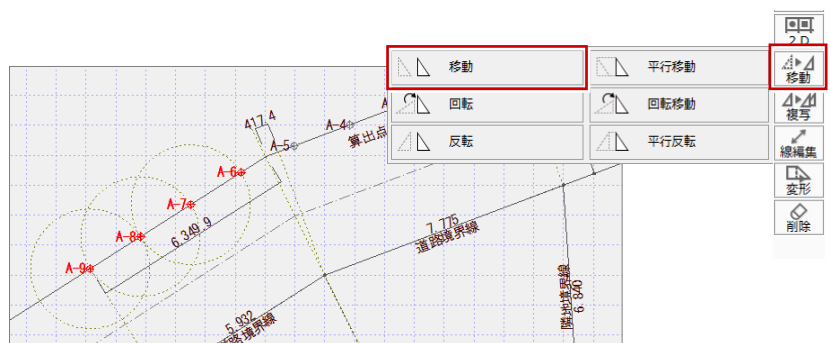 2D
移動 平行移動
移動
回転 回転移動
複写
反転 平行反転
線編集
変形
削除
417.4
A-4
A-5
算出点
A-6
A-7
6,349.9
A-8
A-9
7.775
道路境界線
隣地境界線
6.840
5.932
路境界線